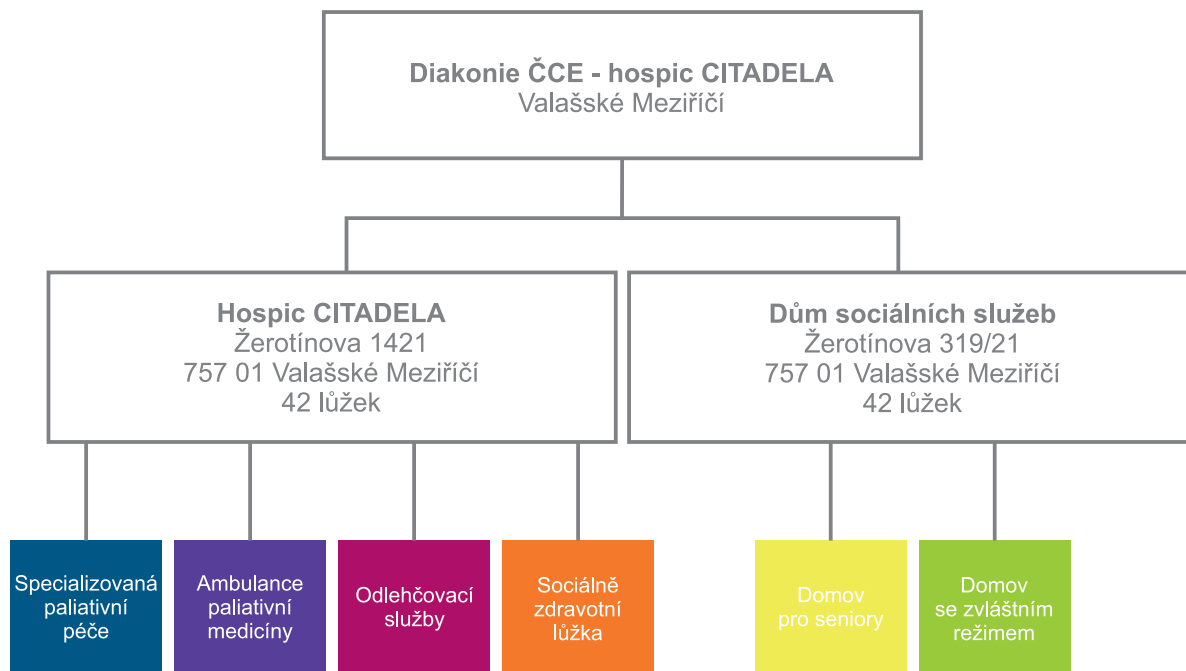 Diakonie ČCE - hospic CITADELA
Valašské Meziříčí
Hospic CITADELA
Žerotínova 1421
757 01 Valašské Meziříčí
42 lůžek
Dům sociálních služeb
Žerotínova 319/21
757 01 Valašské Meziříčí
42 lůžek
Specializovaná
paliativní
péče
Ambulance
paliativní
medicíny
Odlehčovací
služby
Sociálně
zdravotní
lůžka
Domov
pro seniory
Domov
se zvláštním
režimem